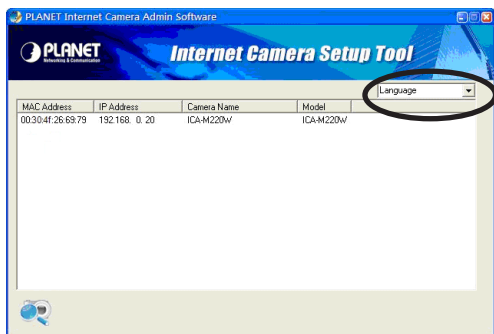 PLANET Internet Camera Admin Software
PLANET
Networking & Communication
Internet Camera Setup Tool
Language
MAC Address IP Address Camera Name Model
00:30:4f:26:69:79 192.168. 0. 20 ICA-M220W ICA-M220W